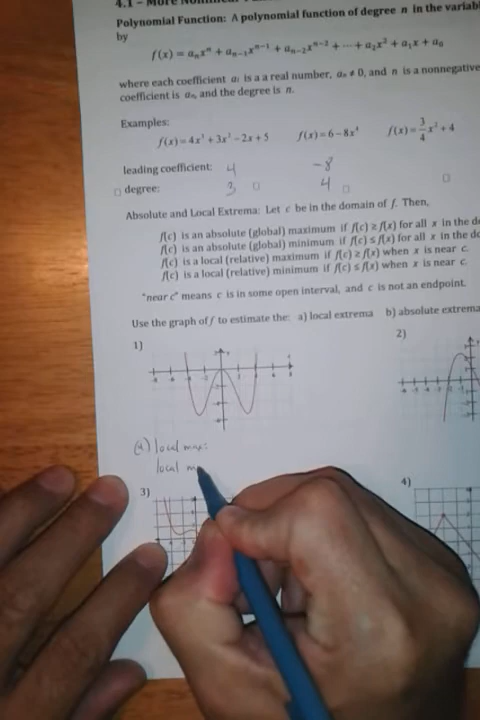 4.1 – More Nonlinear
Polynomial Function: A polynomial function of degree n in the variab
by
f(x) = aₙxⁿ + aₙ₋₁xⁿ⁻¹ + aₙ₋₂xⁿ⁻² + ⋯ + a₂x² + a₁x + a₀
where each coefficient aᵢ is a a real number, aₙ ≠ 0, and n is a nonnegative
coefficient is aₙ, and the degree is n.
Examples:
f(x) = 4x³ + 3x² − 2x + 5 f(x) = 6 − 8x⁴ f(x) = 3/4 x² + 4
leading coefficient: 4 −8
degree: 3 4
Absolute and Local Extrema: Let c be in the domain of f. Then,
f(c) is an absolute (global) maximum if f(c) ≥ f(x) for all x in the do
f(c) is an absolute (global) minimum if f(c) ≤ f(x) for all x in the do
f(c) is a local (relative) maximum if f(c) ≥ f(x) when x is near c.
f(c) is a local (relative) minimum if f(c) ≤ f(x) when x is near c.
"near c" means c is in some open interval, and c is not an endpoint.
Use the graph of f to estimate the: a) local extrema b) absolute extrema
1) 2)
(a) local max:
local m
3) 4)